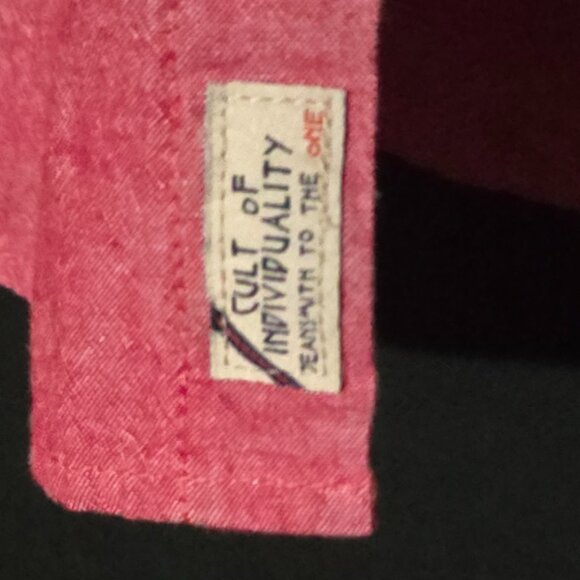 CULT oF
INDIVIDUALITY
JEANSMITH TO THE oNE